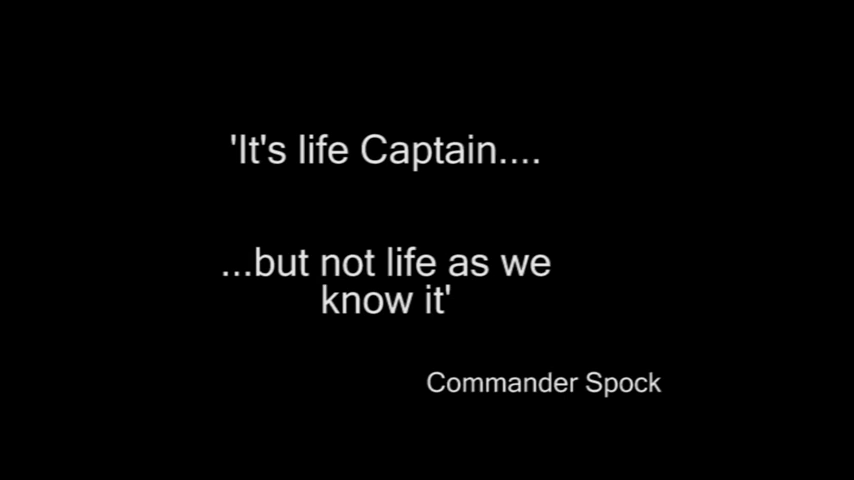 'It's life Captain....
...but not life as we
know it'
Commander Spock